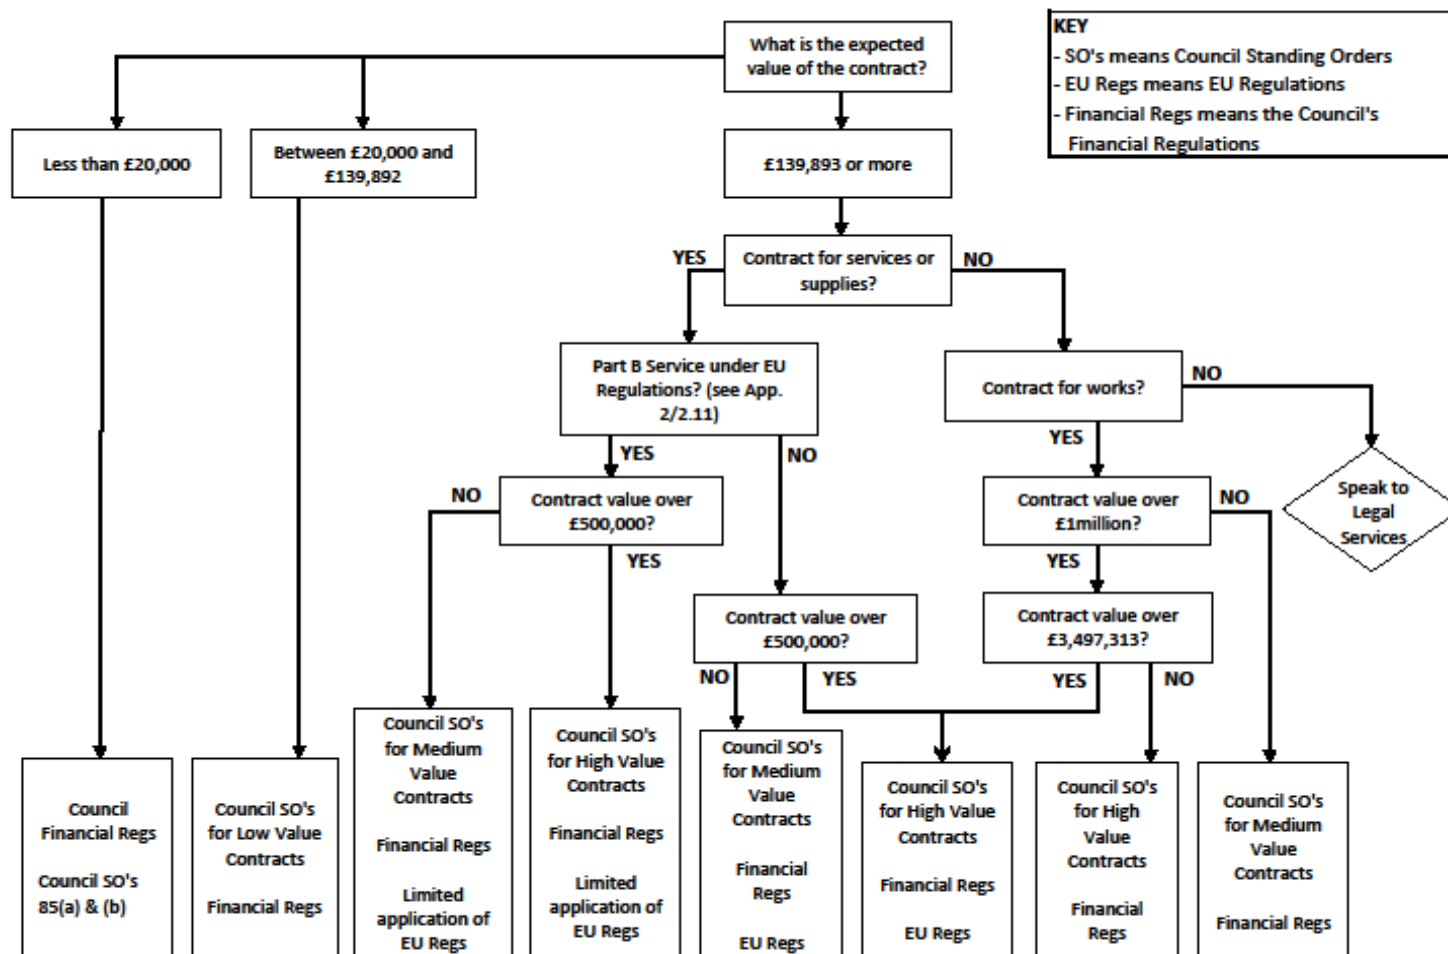 What is the expected
value of the contract?
KEY
- SO's means Council Standing Orders
- EU Regs means EU Regulations
- Financial Regs means the Council's
Financial Regulations
Less than £20,000
Between £20,000 and
£139,892
£139,893 or more
YES
Contract for services or
supplies?
NO
Part B Service under EU
Regulations? (see App.
2/2.11)
Contract for works?
NO
YES
NO
YES
NO
Contract value over
£500,000?
YES
Contract value over
£1million?
NO
YES
Speak to
Legal
Services
Contract value over
£500,000?
Contract value over
£3,497,313?
NO
YES
YES
NO
Council
Financial Regs
Council SO's
85(a) & (b)
Council SO's
for Low Value
Contracts
Financial Regs
Council SO's
for Medium
Value
Contracts
Financial Regs
Limited
application of
EU Regs
Council SO's
for High Value
Contracts
Financial Regs
Limited
application of
EU Regs
Council SO's
for Medium
Value
Contracts
Financial
Regs
EU Regs
Council SO's
for High Value
Contracts
Financial Regs
EU Regs
Council SO's
for High
Value
Contracts
Financial
Regs
Council SO's
for Medium
Value
Contracts
Financial Regs